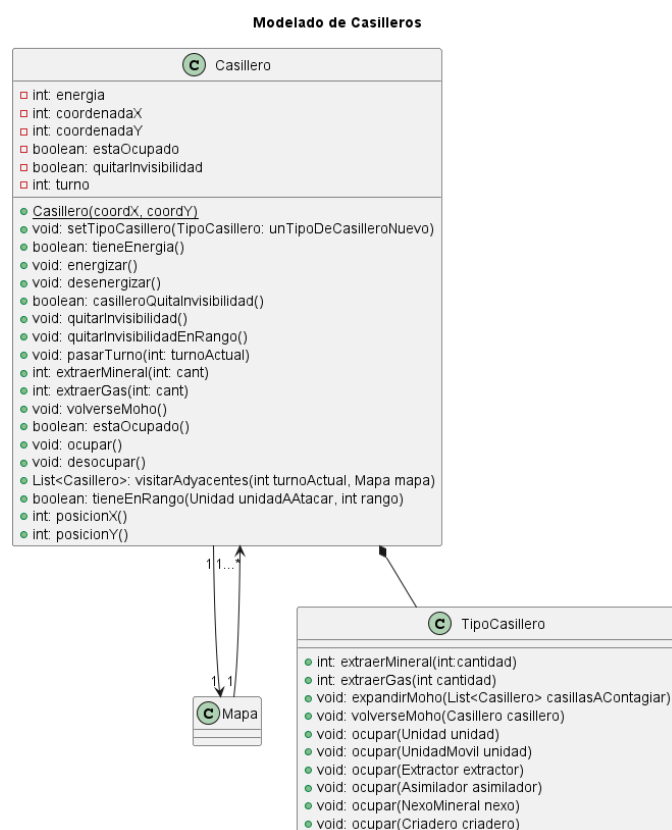 Modelado de Casilleros
C Casillero
int: energia
int: coordenadaX
int: coordenadaY
boolean: estaOcupado
boolean: quitarInvisibilidad
int: turno
Casillero(coordX, coordY)
void: setTipoCasillero(TipoCasillero: unTipoDeCasilleroNuevo)
boolean: tieneEnergia()
void: energizar()
void: desenergizar()
boolean: casilleroQuitaInvisibilidad()
void: quitarInvisibilidad()
void: quitarInvisibilidadEnRango()
void: pasarTurno(int: turnoActual)
int: extraerMineral(int: cant)
int: extraerGas(int: cant)
void: volverseMoho()
boolean: estaOcupado()
void: ocupar()
void: desocupar()
List<Casillero>: visitarAdyacentes(int turnoActual, Mapa mapa)
boolean: tieneEnRango(Unidad unidadAAtacar, int rango)
int: posicionX()
int: posicionY()
1 1...*
1 1
C Mapa
C TipoCasillero
int: extraerMineral(int:cantidad)
int: extraerGas(int cantidad)
void: expandirMoho(List<Casillero> casillasAContagiar)
void: volverseMoho(Casillero casillero)
void: ocupar(Unidad unidad)
void: ocupar(UnidadMovil unidad)
void: ocupar(Extractor extractor)
void: ocupar(Asimilador asimilador)
void: ocupar(NexoMineral nexo)
void: ocupar(Criadero criadero)